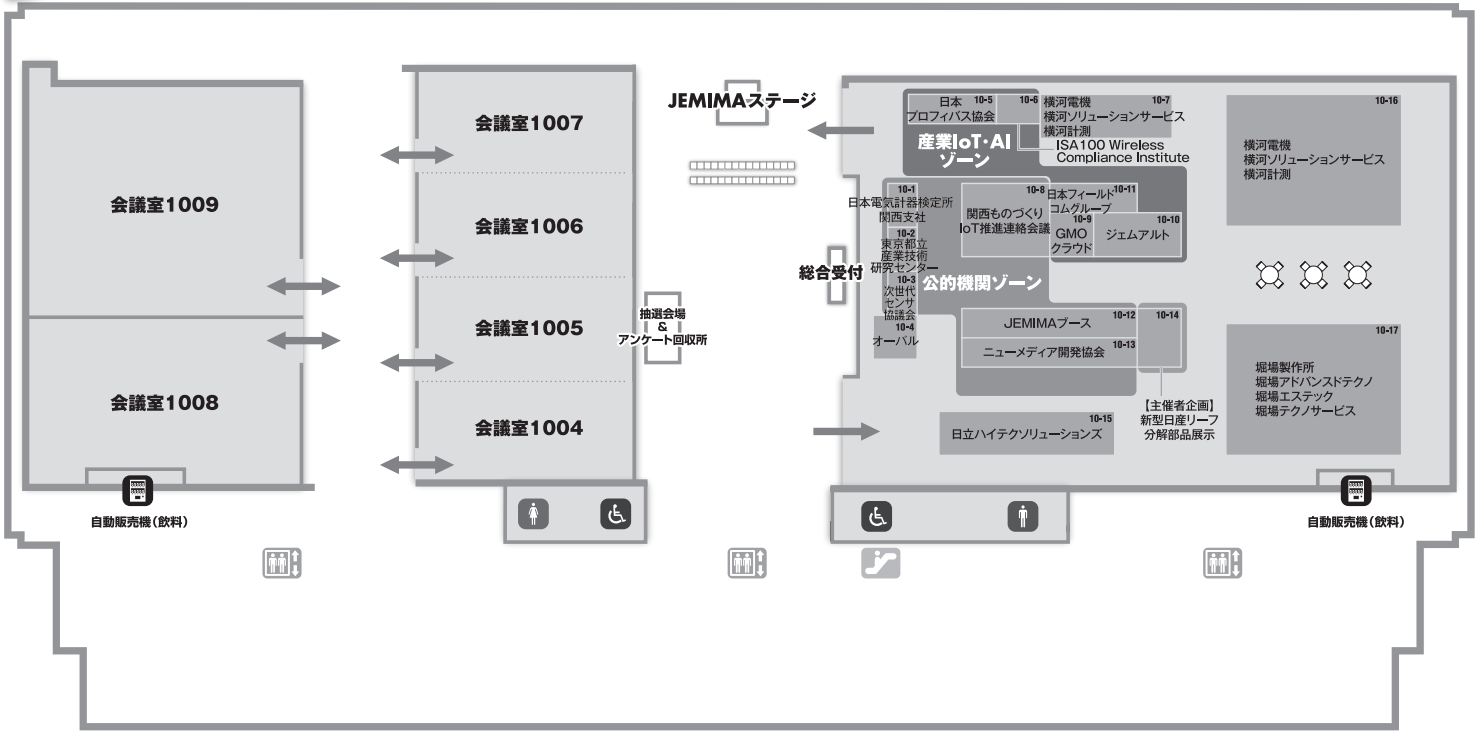 会議室1009
会議室1008
自動販売機(飲料)
会議室1007
会議室1006
会議室1005
会議室1004
JEMIMAステージ
抽選会場
&
アンケート回収所
総合受付
産業IoT・AI
ゾーン
公的機関ゾーン
10-5
日本
プロフィバス協会
10-6
ISA100 Wireless
Compliance Institute
10-7
横河電機
横河ソリューションサービス
横河計測
10-1
日本電気計器検定所
関西支社
10-2
東京都立
産業技術
研究センター
10-3
次世代
センサ
協議会
10-4
オーバル
10-8
関西ものづくり
IoT推進連絡会議
10-11
日本フィールド
コムグループ
10-9
GMO
クラウド
10-10
ジェムアルト
10-12
JEMIMAブース
10-13
ニューメディア開発協会
10-14
【主催者企画】
新型日産リーフ
分解部品展示
10-15
日立ハイテクソリューションズ
10-16
横河電機
横河ソリューションサービス
横河計測
10-17
堀場製作所
堀場アドバンスドテクノ
堀場エステック
堀場テクノサービス
自動販売機(飲料)